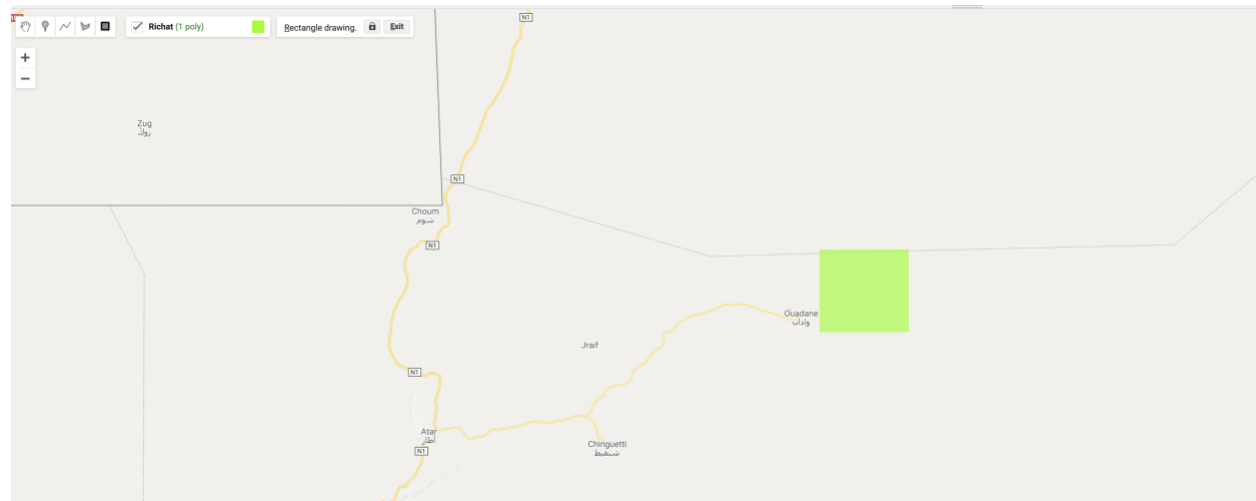 Richat (1 poly)
Rectangle drawing.
Exit
+
−
N1
Zug
زوك
N1
Choum
شوم
N1
Ouadane
وادان
Jraif
N1
Atar
أطار
N1
Chinguetti
شنقيط